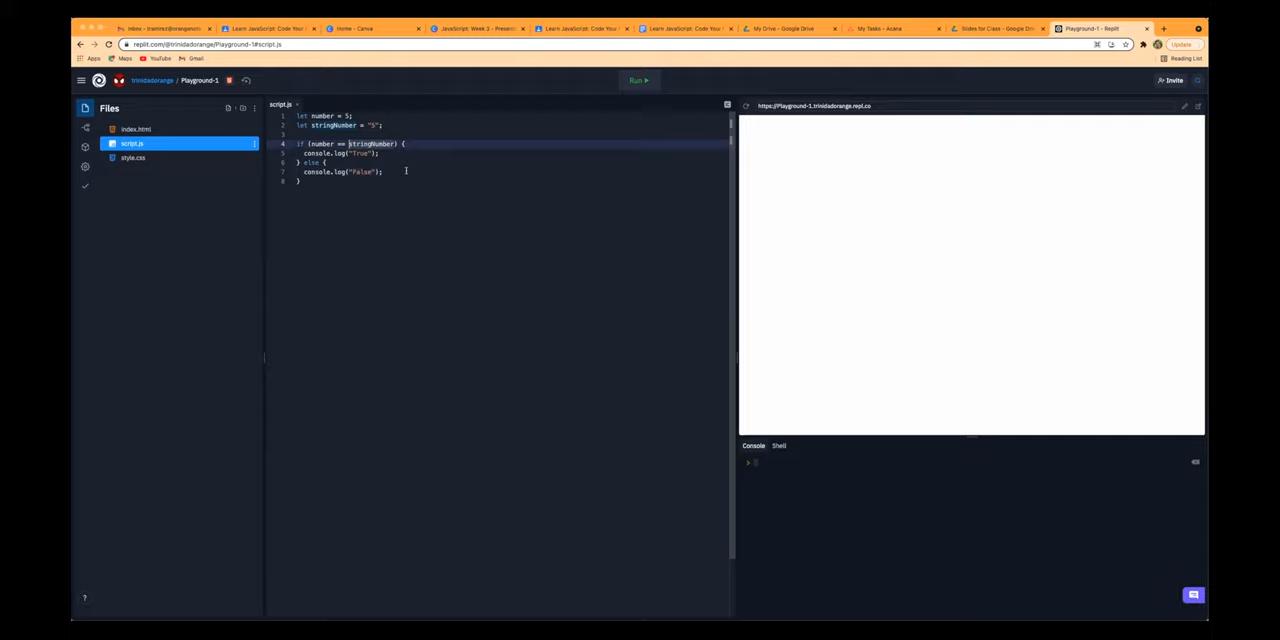 Inbox - tramirez@orangemoh
Learn JavaScript: Code Your
Home - Canva
JavaScript: Week 3 - Present
Learn JavaScript: Code Your
Learn JavaScript: Code Your
My Drive - Google Drive
My Tasks - Asana
Slides for Class - Google Driv
Playground-1 - Replit
replit.com/@trinidadorange/Playground-1#script.js
Update
Apps
Maps
YouTube
Gmail
Reading List
trinidadorange / Playground-1
Run
Invite
Files
index.html
script.js
style.css
script.js
1 let number = 5;
2 let stringNumber = "5";
3
4 if (number == stringNumber) {
5 console.log("True");
6 } else {
7 console.log("False");
8 }
https://Playground-1.trinidadorange.repl.co
Console
Shell
>
?